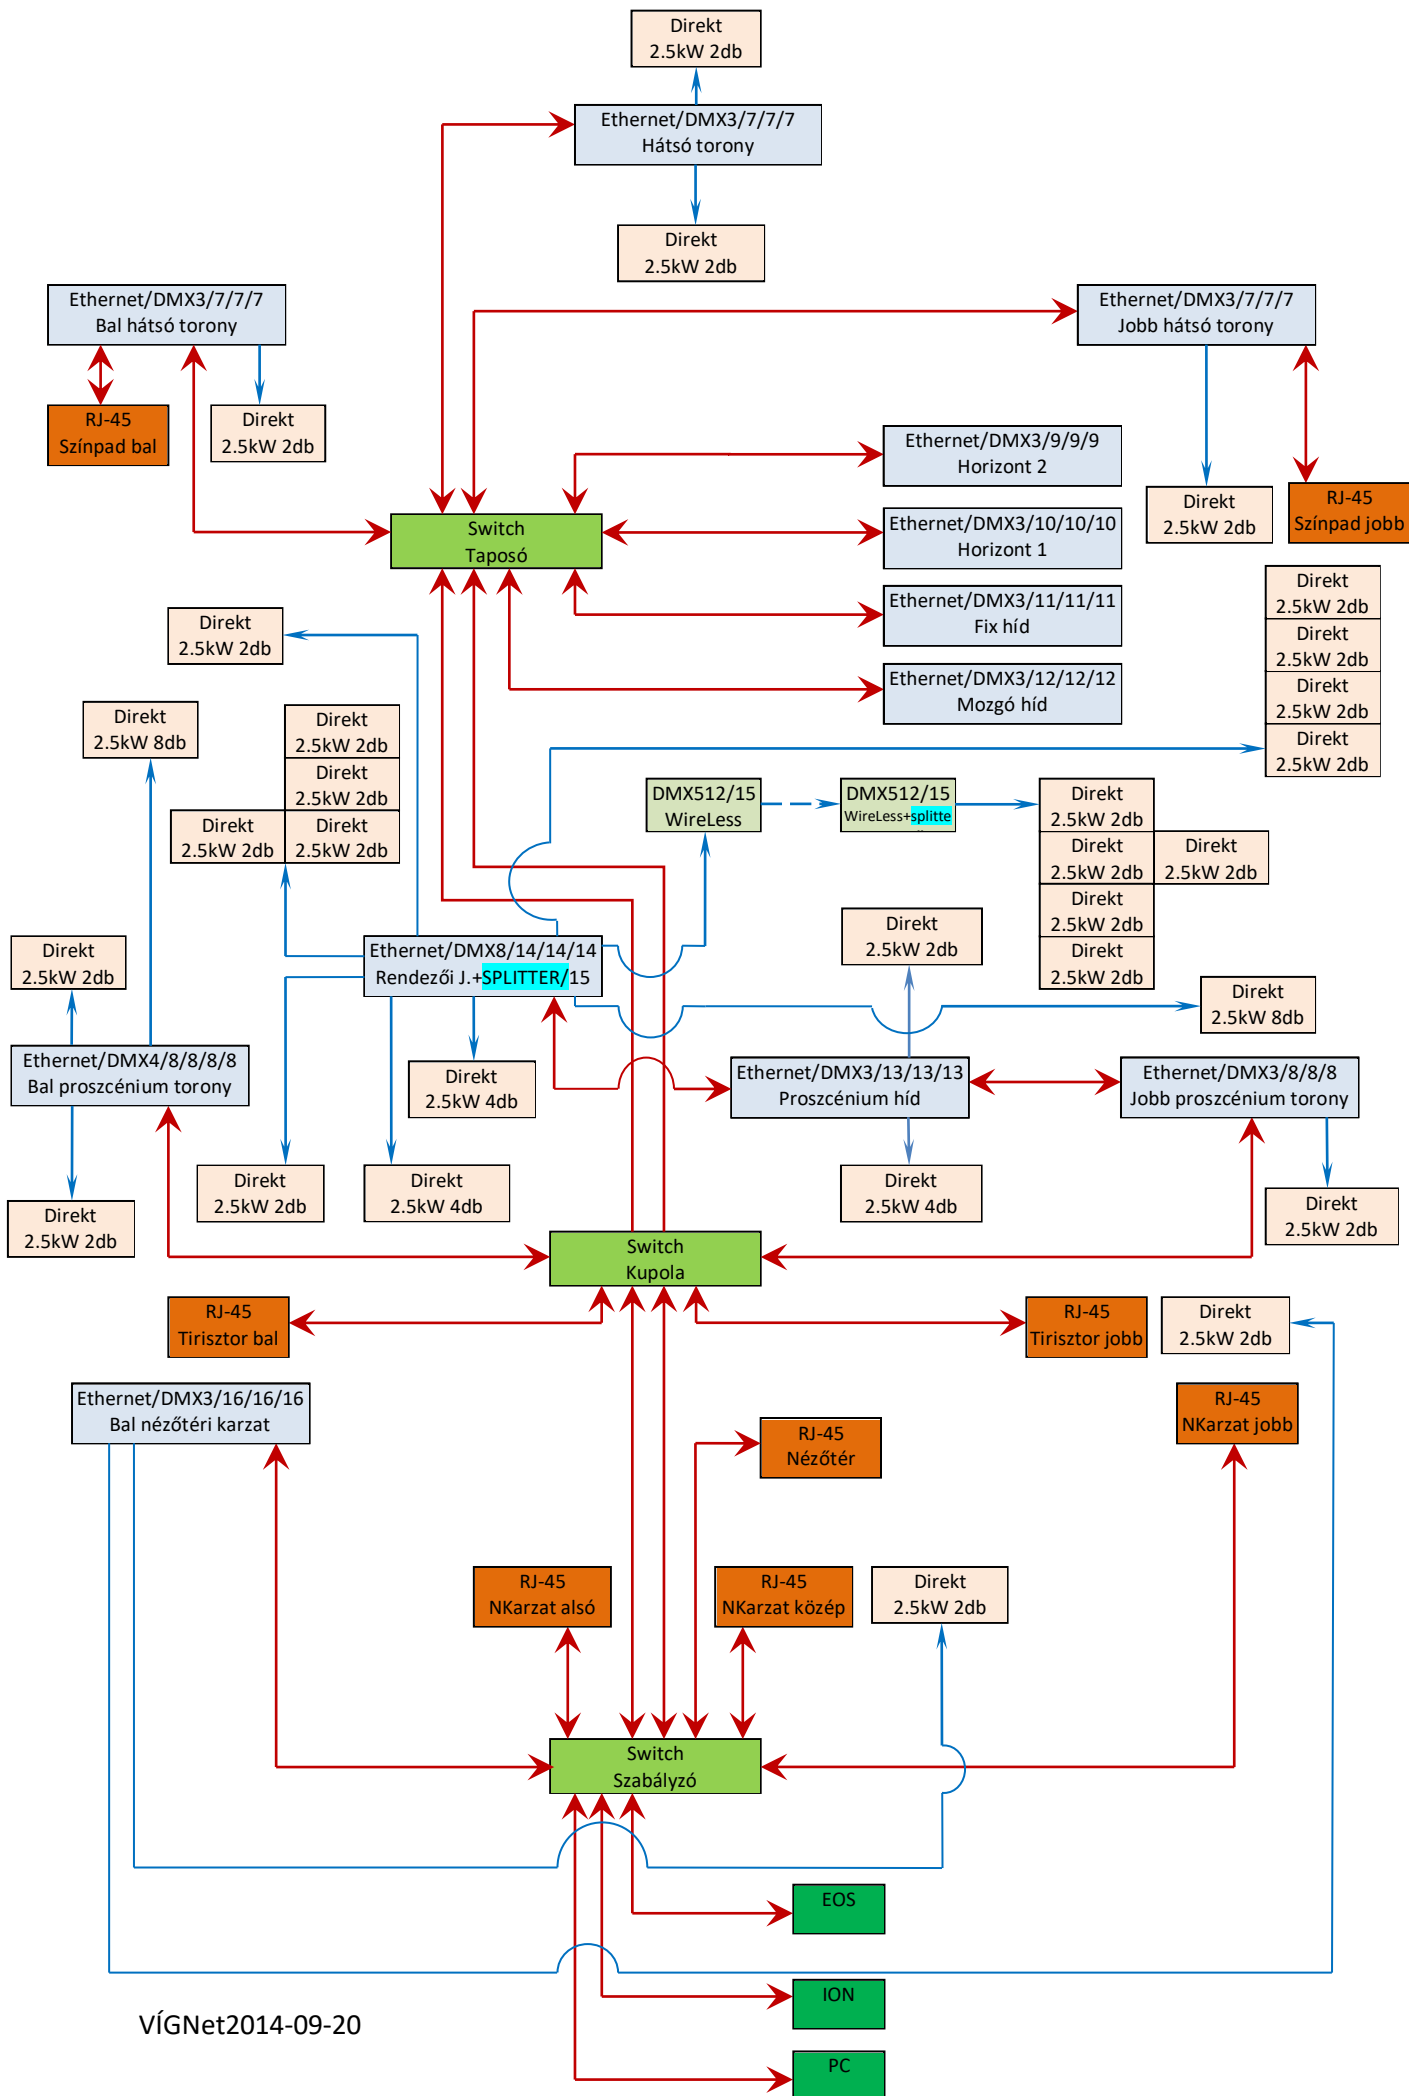 Direkt
2.5kW 2db
Ethernet/DMX3/7/7/7
Hátsó torony
Direkt
2.5kW 2db
Ethernet/DMX3/7/7/7
Bal hátsó torony
Ethernet/DMX3/7/7/7
Jobb hátsó torony
RJ-45
Színpad bal
Direkt
2.5kW 2db
Ethernet/DMX3/9/9/9
Horizont 2
Direkt
2.5kW 2db
RJ-45
Színpad jobb
Switch
Taposó
Ethernet/DMX3/10/10/10
Horizont 1
Ethernet/DMX3/11/11/11
Fix híd
Ethernet/DMX3/12/12/12
Mozgó híd
Direkt
2.5kW 2db
Direkt
2.5kW 2db
Direkt
2.5kW 2db
Direkt
2.5kW 2db
Direkt
2.5kW 2db
Direkt
2.5kW 8db
Direkt
2.5kW 2db
Direkt
2.5kW 2db
Direkt
2.5kW 2db
Direkt
2.5kW 2db
DMX512/15
WireLess
DMX512/15
WireLess+splitte
Direkt
2.5kW 2db
Direkt
2.5kW 2db
Direkt
2.5kW 2db
Direkt
2.5kW 2db
Direkt
2.5kW 2db
Direkt
2.5kW 2db
Ethernet/DMX8/14/14/14
Rendezői J.+SPLITTER/15
Direkt
2.5kW 2db
Direkt
2.5kW 8db
Ethernet/DMX4/8/8/8/8
Bal proszcénium torony
Direkt
2.5kW 4db
Ethernet/DMX3/13/13/13
Proszcénium híd
Ethernet/DMX3/8/8/8
Jobb proszcénium torony
Direkt
2.5kW 2db
Direkt
2.5kW 2db
Direkt
2.5kW 4db
Direkt
2.5kW 4db
Direkt
2.5kW 2db
Switch
Kupola
RJ-45
Tirisztor bal
RJ-45
Tirisztor jobb
Direkt
2.5kW 2db
Ethernet/DMX3/16/16/16
Bal nézőtéri karzat
RJ-45
Nézőtér
RJ-45
NKarzat jobb
RJ-45
NKarzat alsó
RJ-45
NKarzat közép
Direkt
2.5kW 2db
Switch
Szabályzó
EOS
ION
VÍGNet2014-09-20
PC